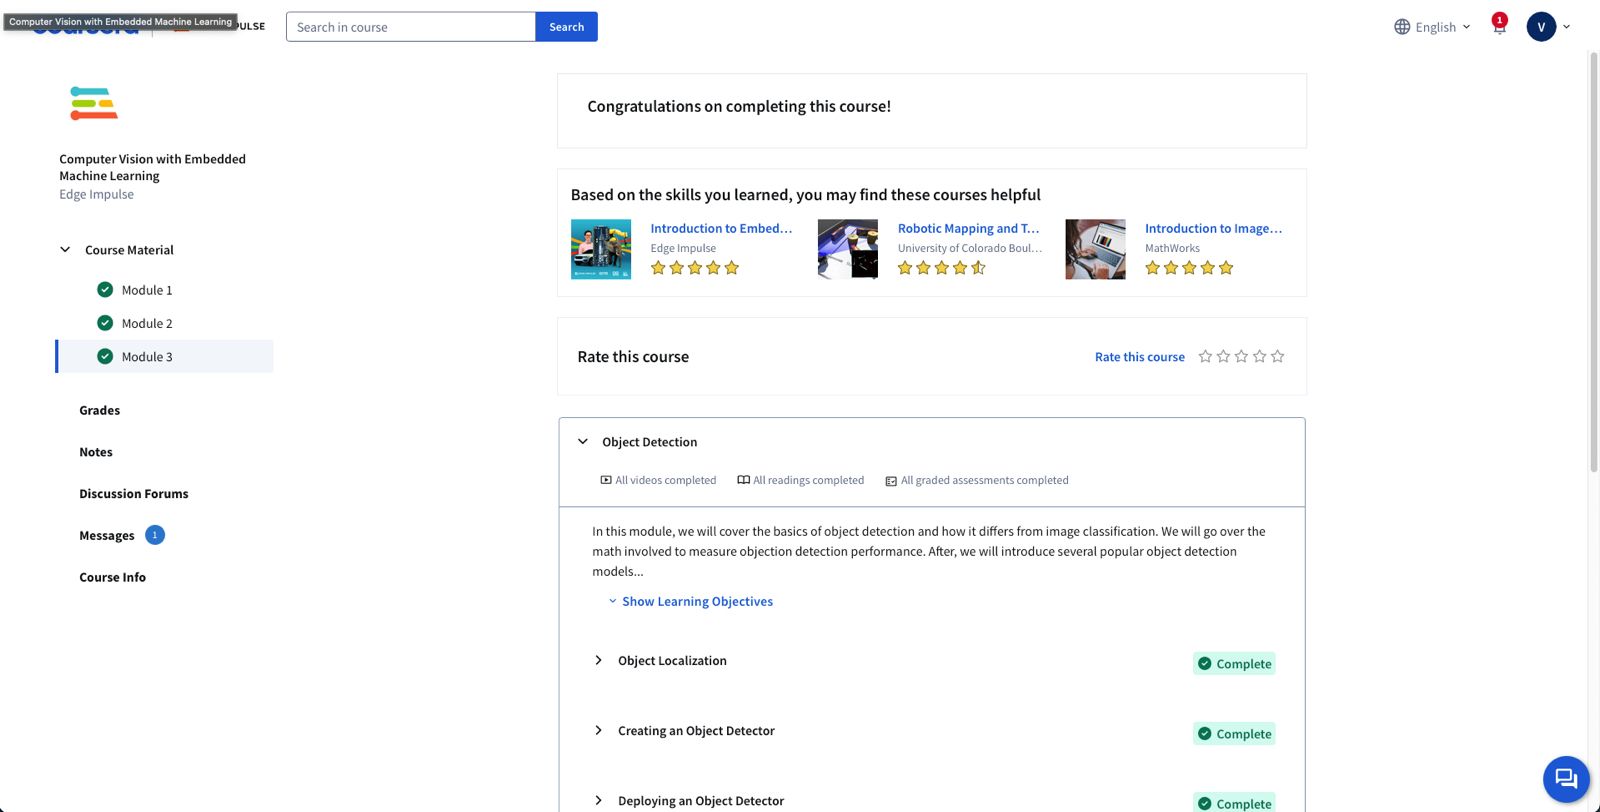 Computer Vision with Embedded Machine Learning
PULSE
Search in course
Search
English
1
V
Computer Vision with Embedded
Machine Learning
Edge Impulse
Course Material
Module 1
Module 2
Module 3
Grades
Notes
Discussion Forums
Messages 1
Course Info
Congratulations on completing this course!
Based on the skills you learned, you may find these courses helpful
Introduction to Embed...
Edge Impulse
Robotic Mapping and T...
University of Colorado Boul...
Introduction to Image...
MathWorks
Rate this course
Rate this course
Object Detection
All videos completed
All readings completed
All graded assessments completed
In this module, we will cover the basics of object detection and how it differs from image classification. We will go over the
math involved to measure objection detection performance. After, we will introduce several popular object detection
models...
Show Learning Objectives
Object Localization
Complete
Creating an Object Detector
Complete
Deploying an Object Detector
Complete